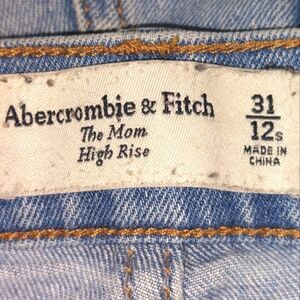 Abercrombie & Fitch
The Mom
High Rise
31
12s
MADE IN
CHINA